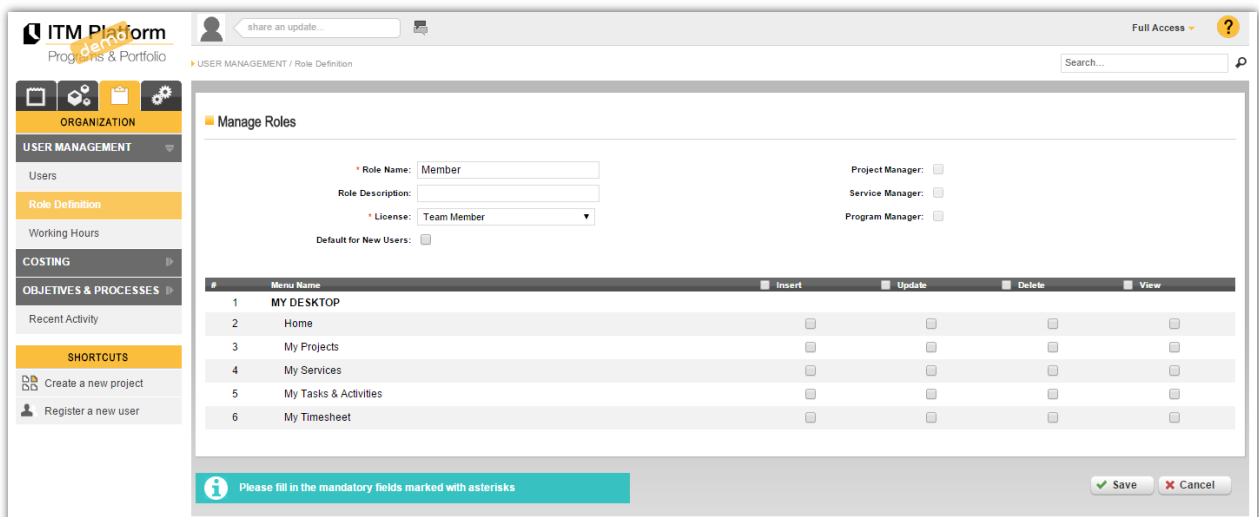 ITM Platform
demo
Programs & Portfolio
share an update...
Full Access
?
USER MANAGEMENT / Role Definition
Search...
ORGANIZATION
USER MANAGEMENT
Users
Role Definition
Working Hours
COSTING
OBJETIVES & PROCESSES
Recent Activity
SHORTCUTS
Create a new project
Register a new user
Manage Roles
* Role Name: Member
Project Manager:
Role Description:
Service Manager:
* License: Team Member
Program Manager:
Default for New Users:
# Menu Name Insert Update Delete View
1 MY DESKTOP
2 Home
3 My Projects
4 My Services
5 My Tasks & Activities
6 My Timesheet
Please fill in the mandatory fields marked with asterisks
Save Cancel